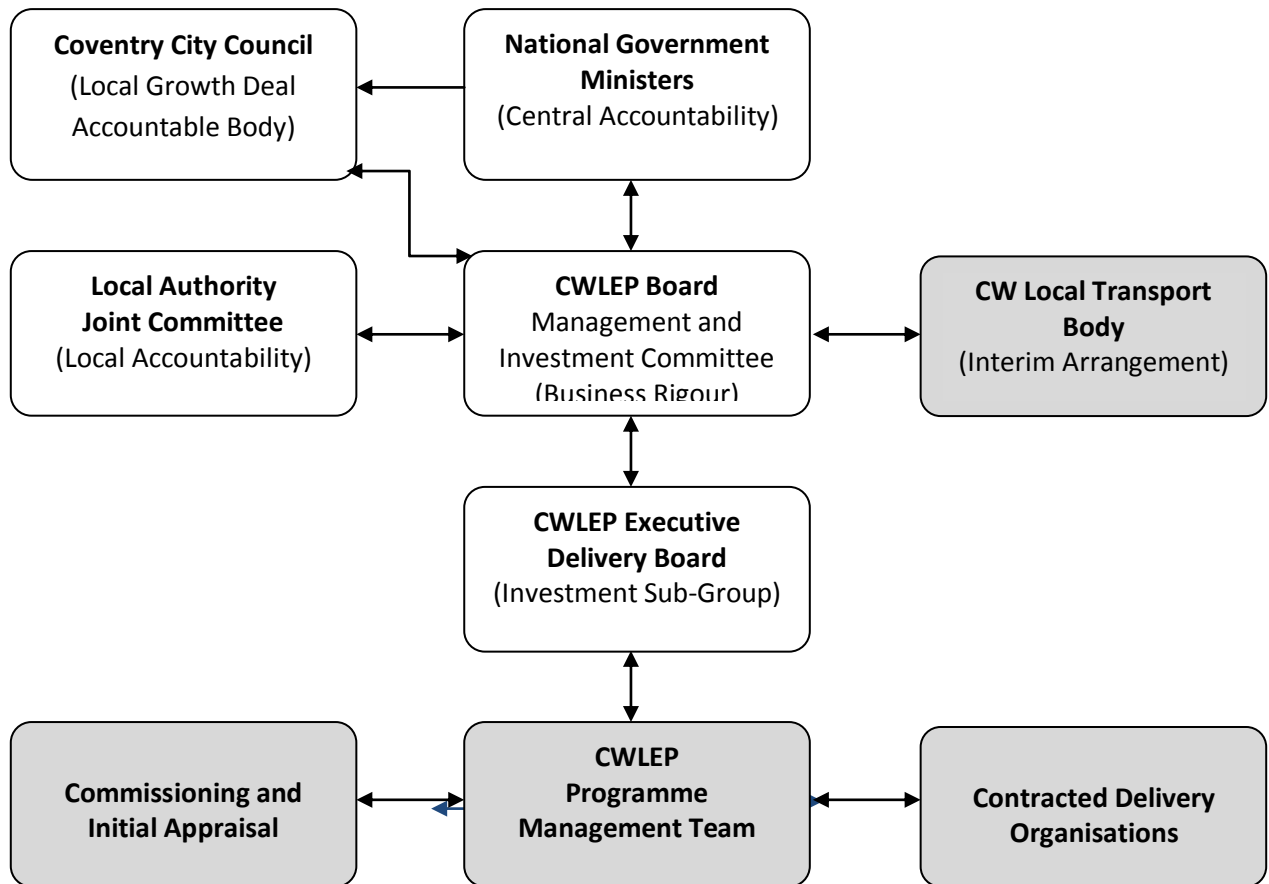 Coventry City Council
(Local Growth Deal
Accountable Body)
National Government
Ministers
(Central Accountability)
Local Authority
Joint Committee
(Local Accountability)
CWLEP Board
Management and
Investment Committee
(Business Rigour)
CW Local Transport
Body
(Interim Arrangement)
CWLEP Executive
Delivery Board
(Investment Sub-Group)
Commissioning and
Initial Appraisal
CWLEP
Programme
Management Team
Contracted Delivery
Organisations